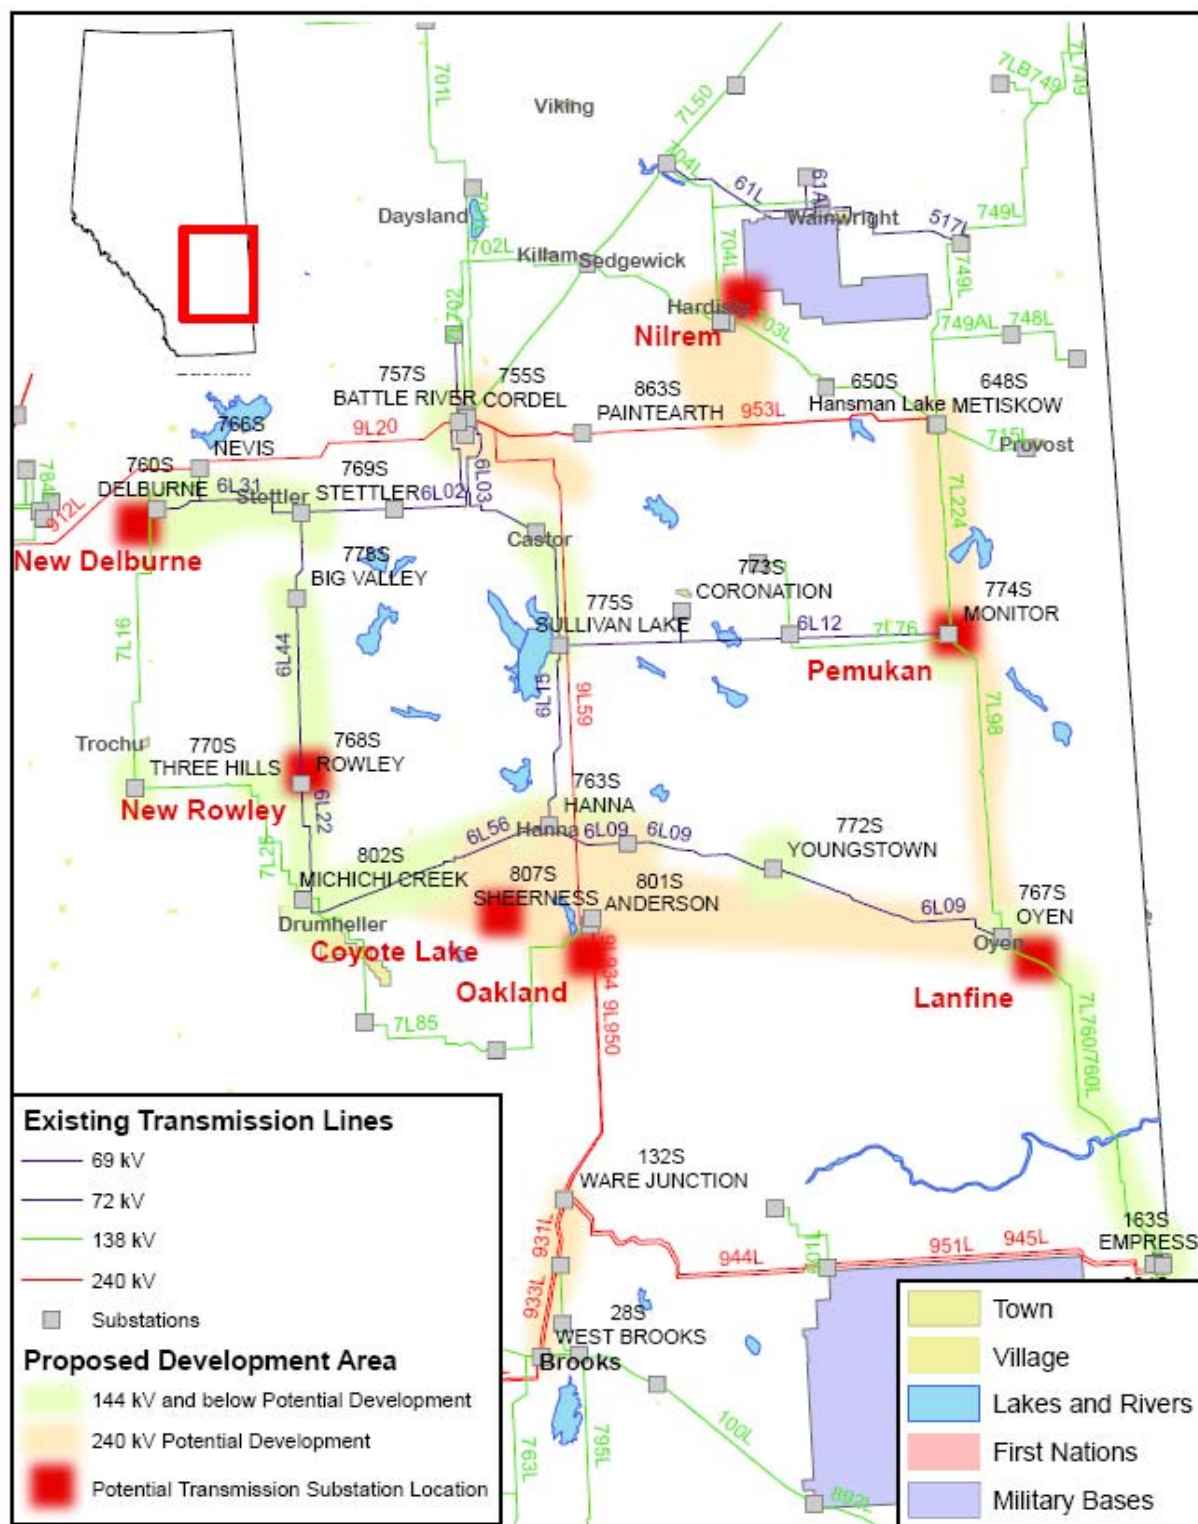 7L749
7LB749
701L
Viking
7L50
704L
61L
61AL
Daysland
Wainwright
517L
749L
702L
Killam
Sedgewick
704L
749L
702
Hardisty
703L
Nilrem
749AL
748L
757S
BATTLE RIVER
755S
CORDEL
863S
PAINTEARTH
953L
650S
Hansman Lake
648S
METISKOW
715L
Provost
766S
NEVIS
9L20
760S
DELBURNE
6L31
Stettler
769S
STETTLER
6L02
6L03
784L
912L
New Delburne
Castor
7L224
778S
BIG VALLEY
773S
CORONATION
774S
MONITOR
775S
SULLIVAN LAKE
6L12
7L76
Pemukan
7L16
6L44
6L15
9L59
7L98
Trochu
770S
THREE HILLS
768S
ROWLEY
New Rowley
6L22
763S
HANNA
Hanna
6L56
6L09
6L09
772S
YOUNGSTOWN
7L25
802S
MICHICHI CREEK
807S
SHEERNESS
801S
ANDERSON
6L09
767S
OYEN
Oyen
Drumheller
Coyote Lake
Oakland
Lanfine
9L934
9L950
7L85
7L760/760L
132S
WARE JUNCTION
931L
933L
944L
951L
945L
163S
EMPRESS
28S
WEST BROOKS
Brooks
763L
795L
100L
892L
Existing Transmission Lines
69 kV
72 kV
138 kV
240 kV
Substations
Proposed Development Area
144 kV and below Potential Development
240 kV Potential Development
Potential Transmission Substation Location
Town
Village
Lakes and Rivers
First Nations
Military Bases